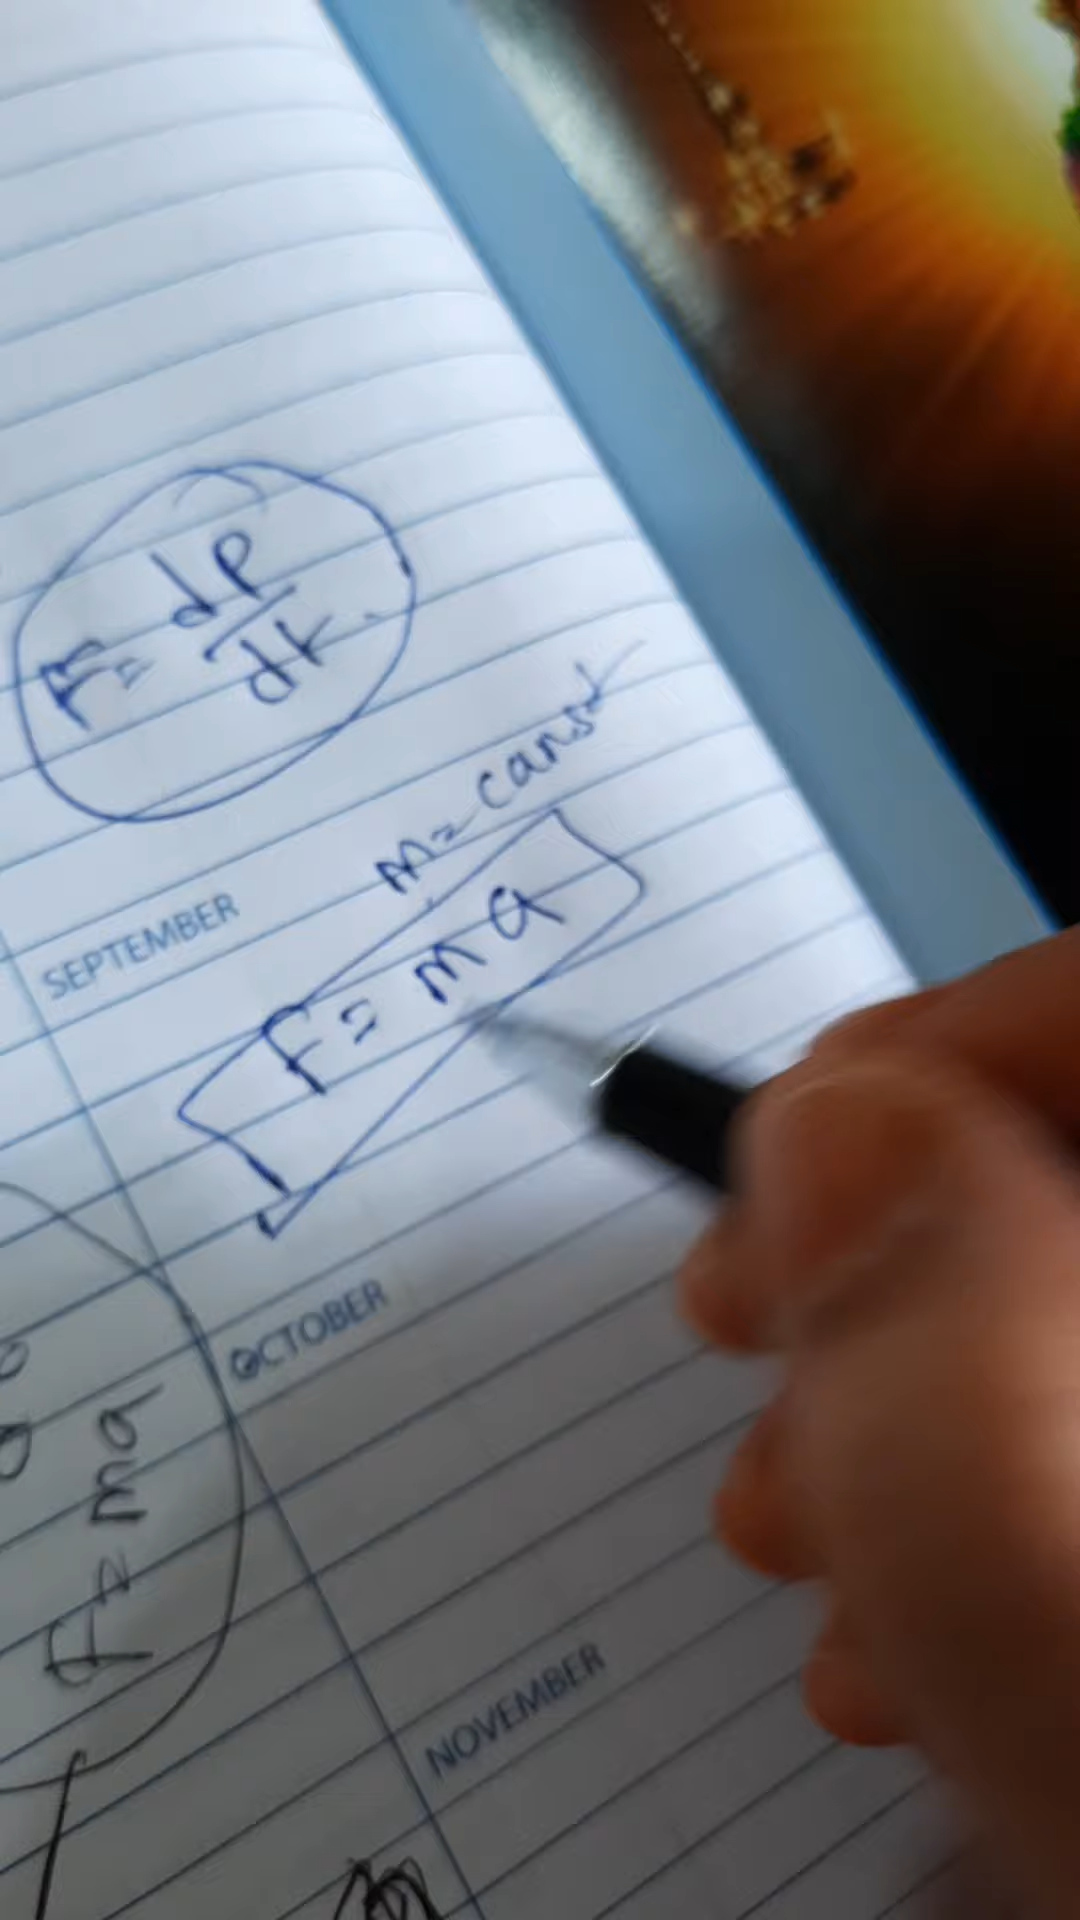 F = dp/dt.
m = const
F = ma
SEPTEMBER
OCTOBER
F = ma
NOVEMBER